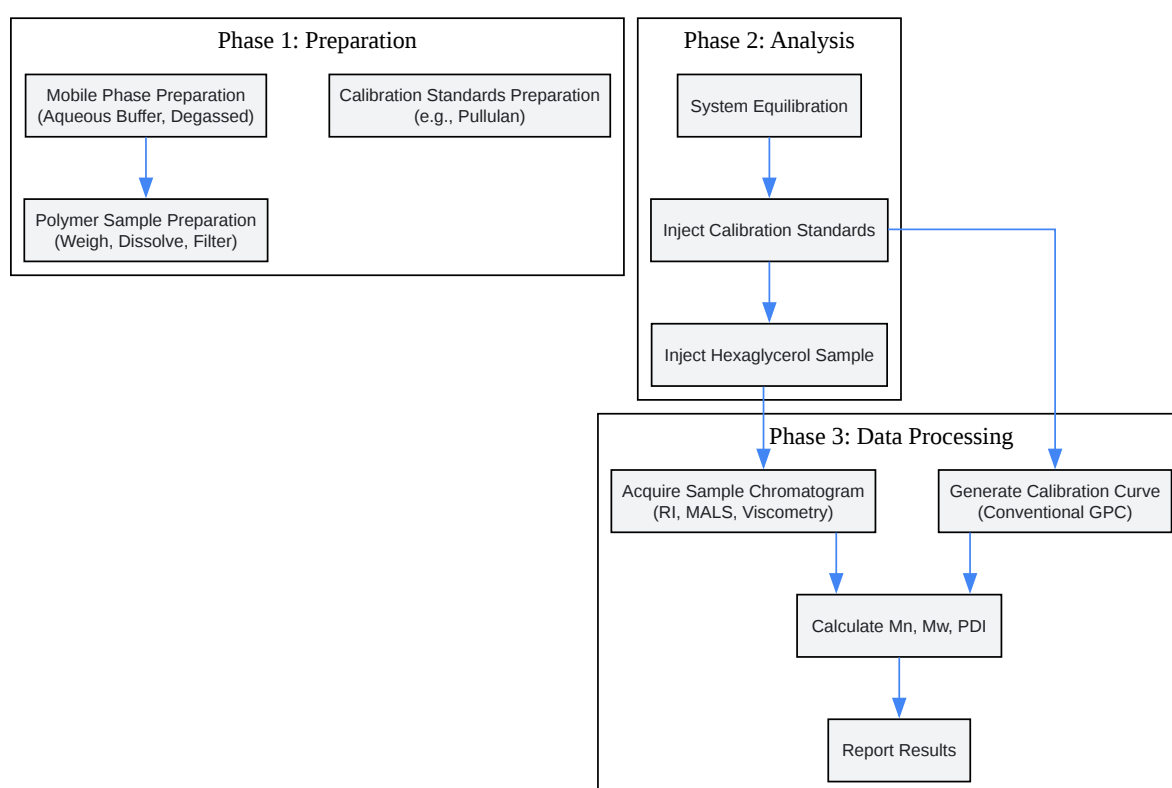 Phase 1: Preparation
Mobile Phase Preparation
(Aqueous Buffer, Degassed)
Calibration Standards Preparation
(e.g., Pullulan)
Polymer Sample Preparation
(Weigh, Dissolve, Filter)
Phase 2: Analysis
System Equilibration
Inject Calibration Standards
Inject Hexaglycerol Sample
Phase 3: Data Processing
Acquire Sample Chromatogram
(RI, MALS, Viscometry)
Generate Calibration Curve
(Conventional GPC)
Calculate Mn, Mw, PDI
Report Results